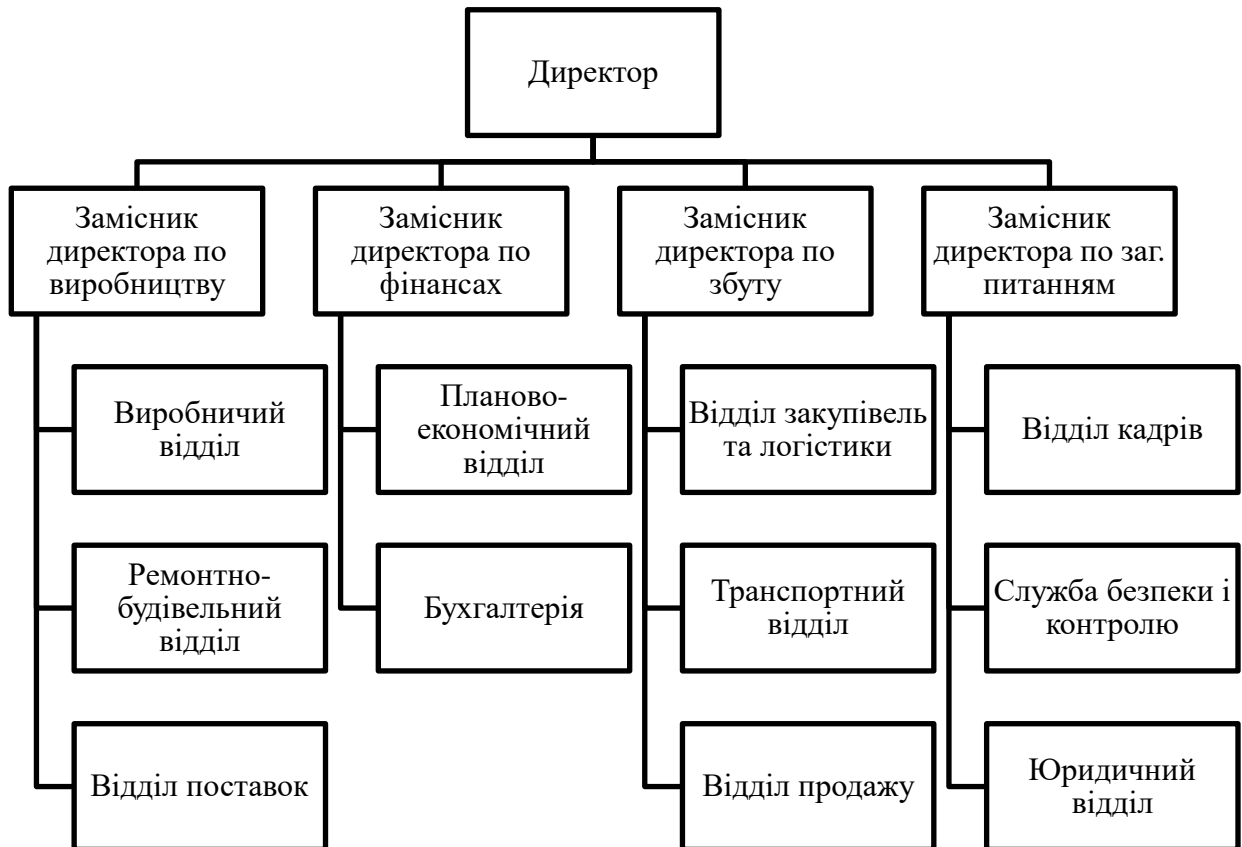 Директор
Замісник
директора по
виробництву
Замісник
директора по
фінансах
Замісник
директора по
збуту
Замісник
директора по заг.
питанням
Виробничий
відділ
Планово-
економічний
відділ
Відділ закупівель
та логістики
Відділ кадрів
Ремонтно-
будівельний
відділ
Бухгалтерія
Транспортний
відділ
Служба безпеки і
контролю
Відділ поставок
Відділ продажу
Юридичний
відділ